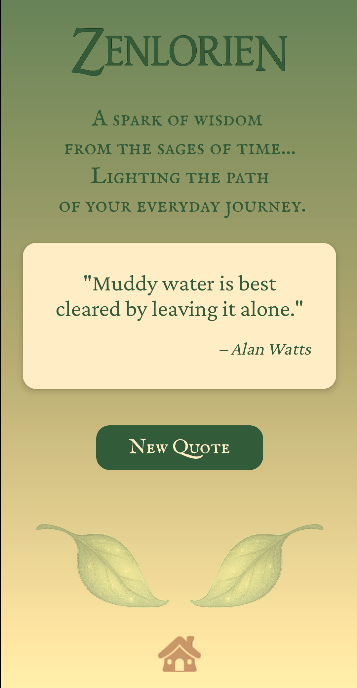 Zenlorien
A spark of wisdom
from the sages of time...
Lighting the path
of your everyday journey.
"Muddy water is best
cleared by leaving it alone."
– Alan Watts
New Quote